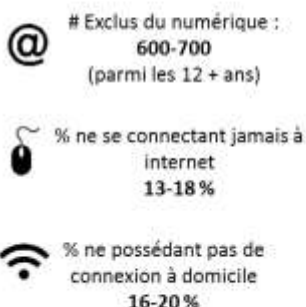 # Exclus du numérique :
600-700
(parmi les 12 + ans)
% ne se connectant jamais à
internet
13-18 %
% ne possédant pas de
connexion à domicile
16-20 %